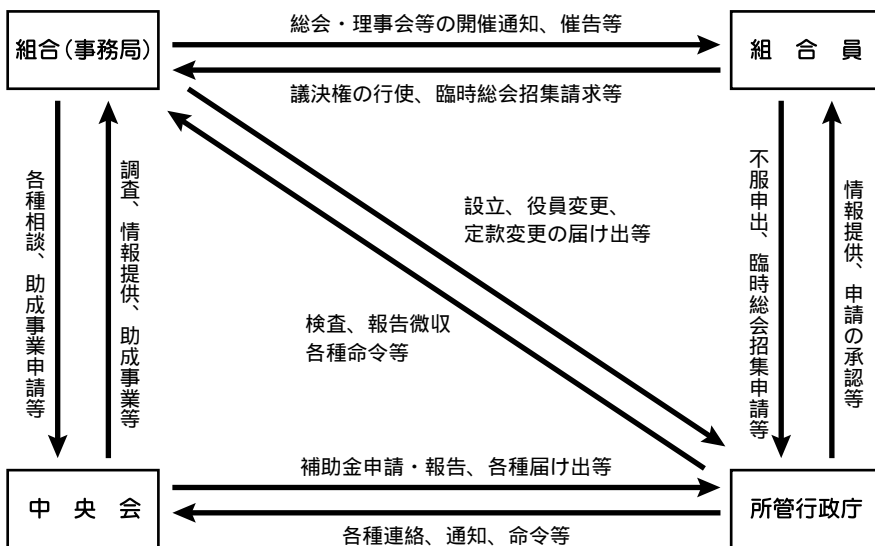 総会・理事会等の開催通知、催告等
組合(事務局)
組合員
議決権の行使、臨時総会招集請求等
各種相談、助成事業申請等
調査、情報提供、助成事業等
設立、役員変更、
定款変更の届け出等
検査、報告徴収
各種命令等
不服申出、臨時総会招集申請等
情報提供、申請の承認等
補助金申請・報告、各種届け出等
中央会
所管行政庁
各種連絡、通知、命令等